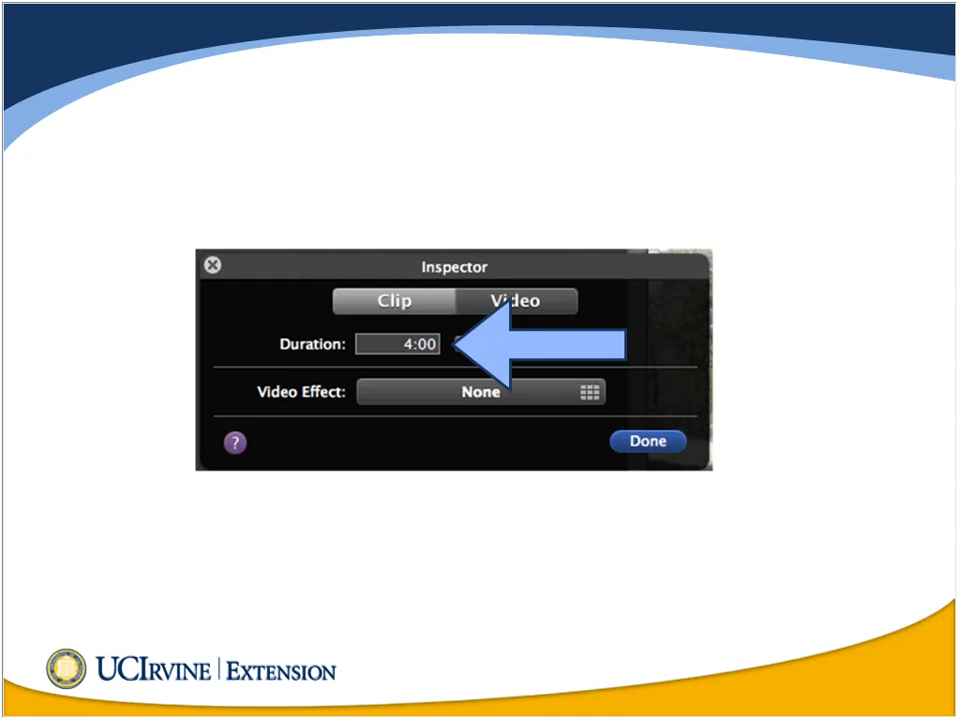 Inspector
Clip Video
Duration: 4:00
Video Effect: None
?
Done
UCIRVINE | EXTENSION